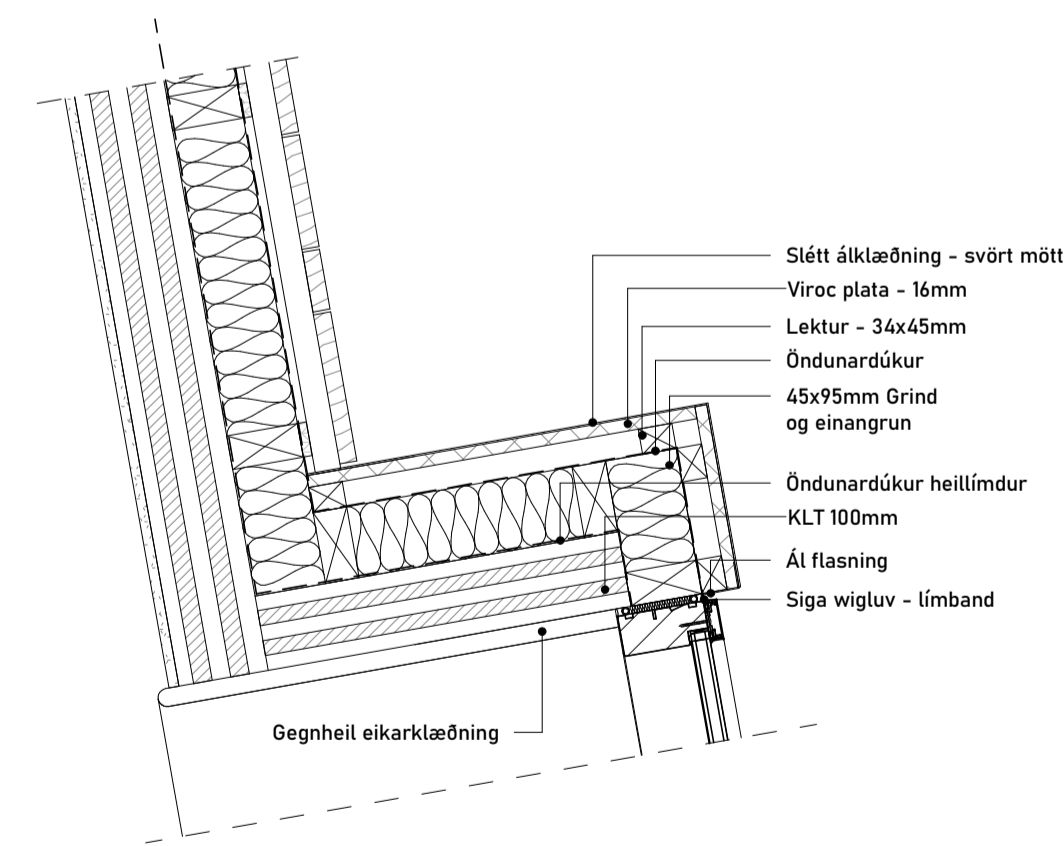 Slétt álklæðning - svört mött
Viroc plata - 16mm
Lektur - 34x45mm
Öndunardúkur
45x95mm Grind
og einangrun
Öndunardúkur heillímdur
KLT 100mm
Ál flasning
Siga wigluv - límband
Gegnheil eikarklæðning